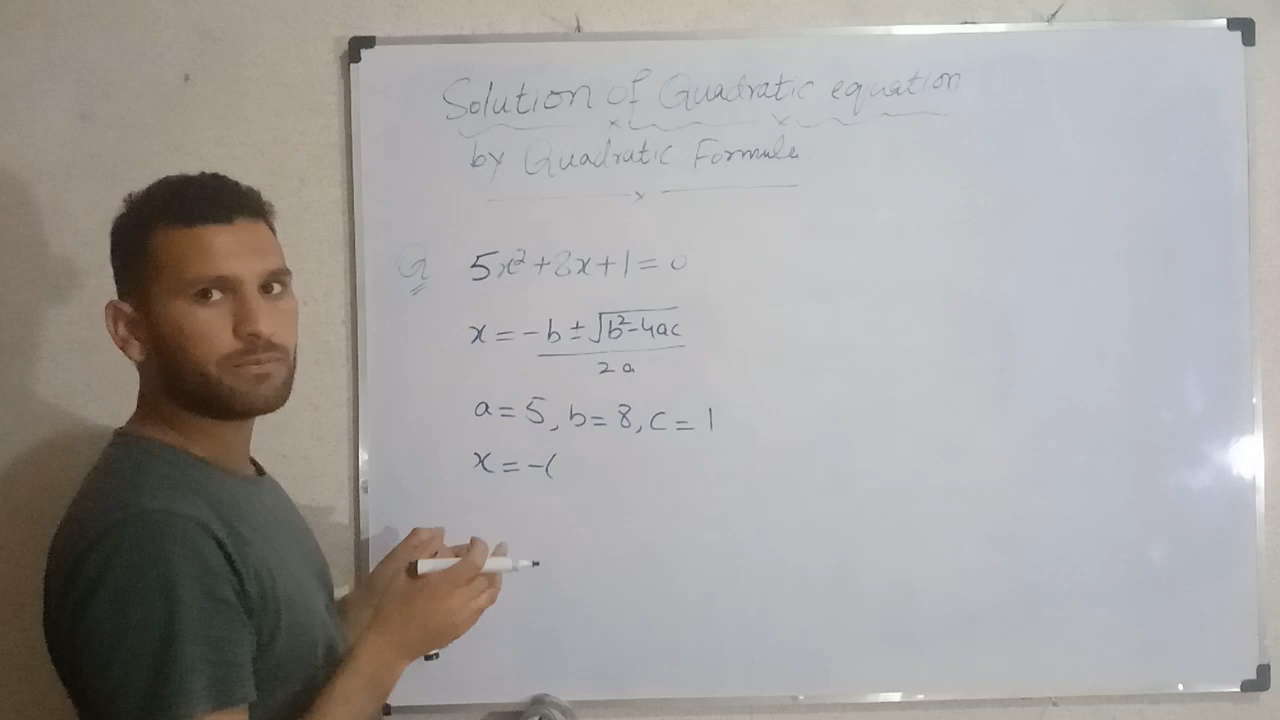 Solution of Quadratic equation
by Quadratic Formula
Q 5x²+8x+1=0
x = -b ± √b²-4ac
2a
a=5, b=8, c=1
x = -(